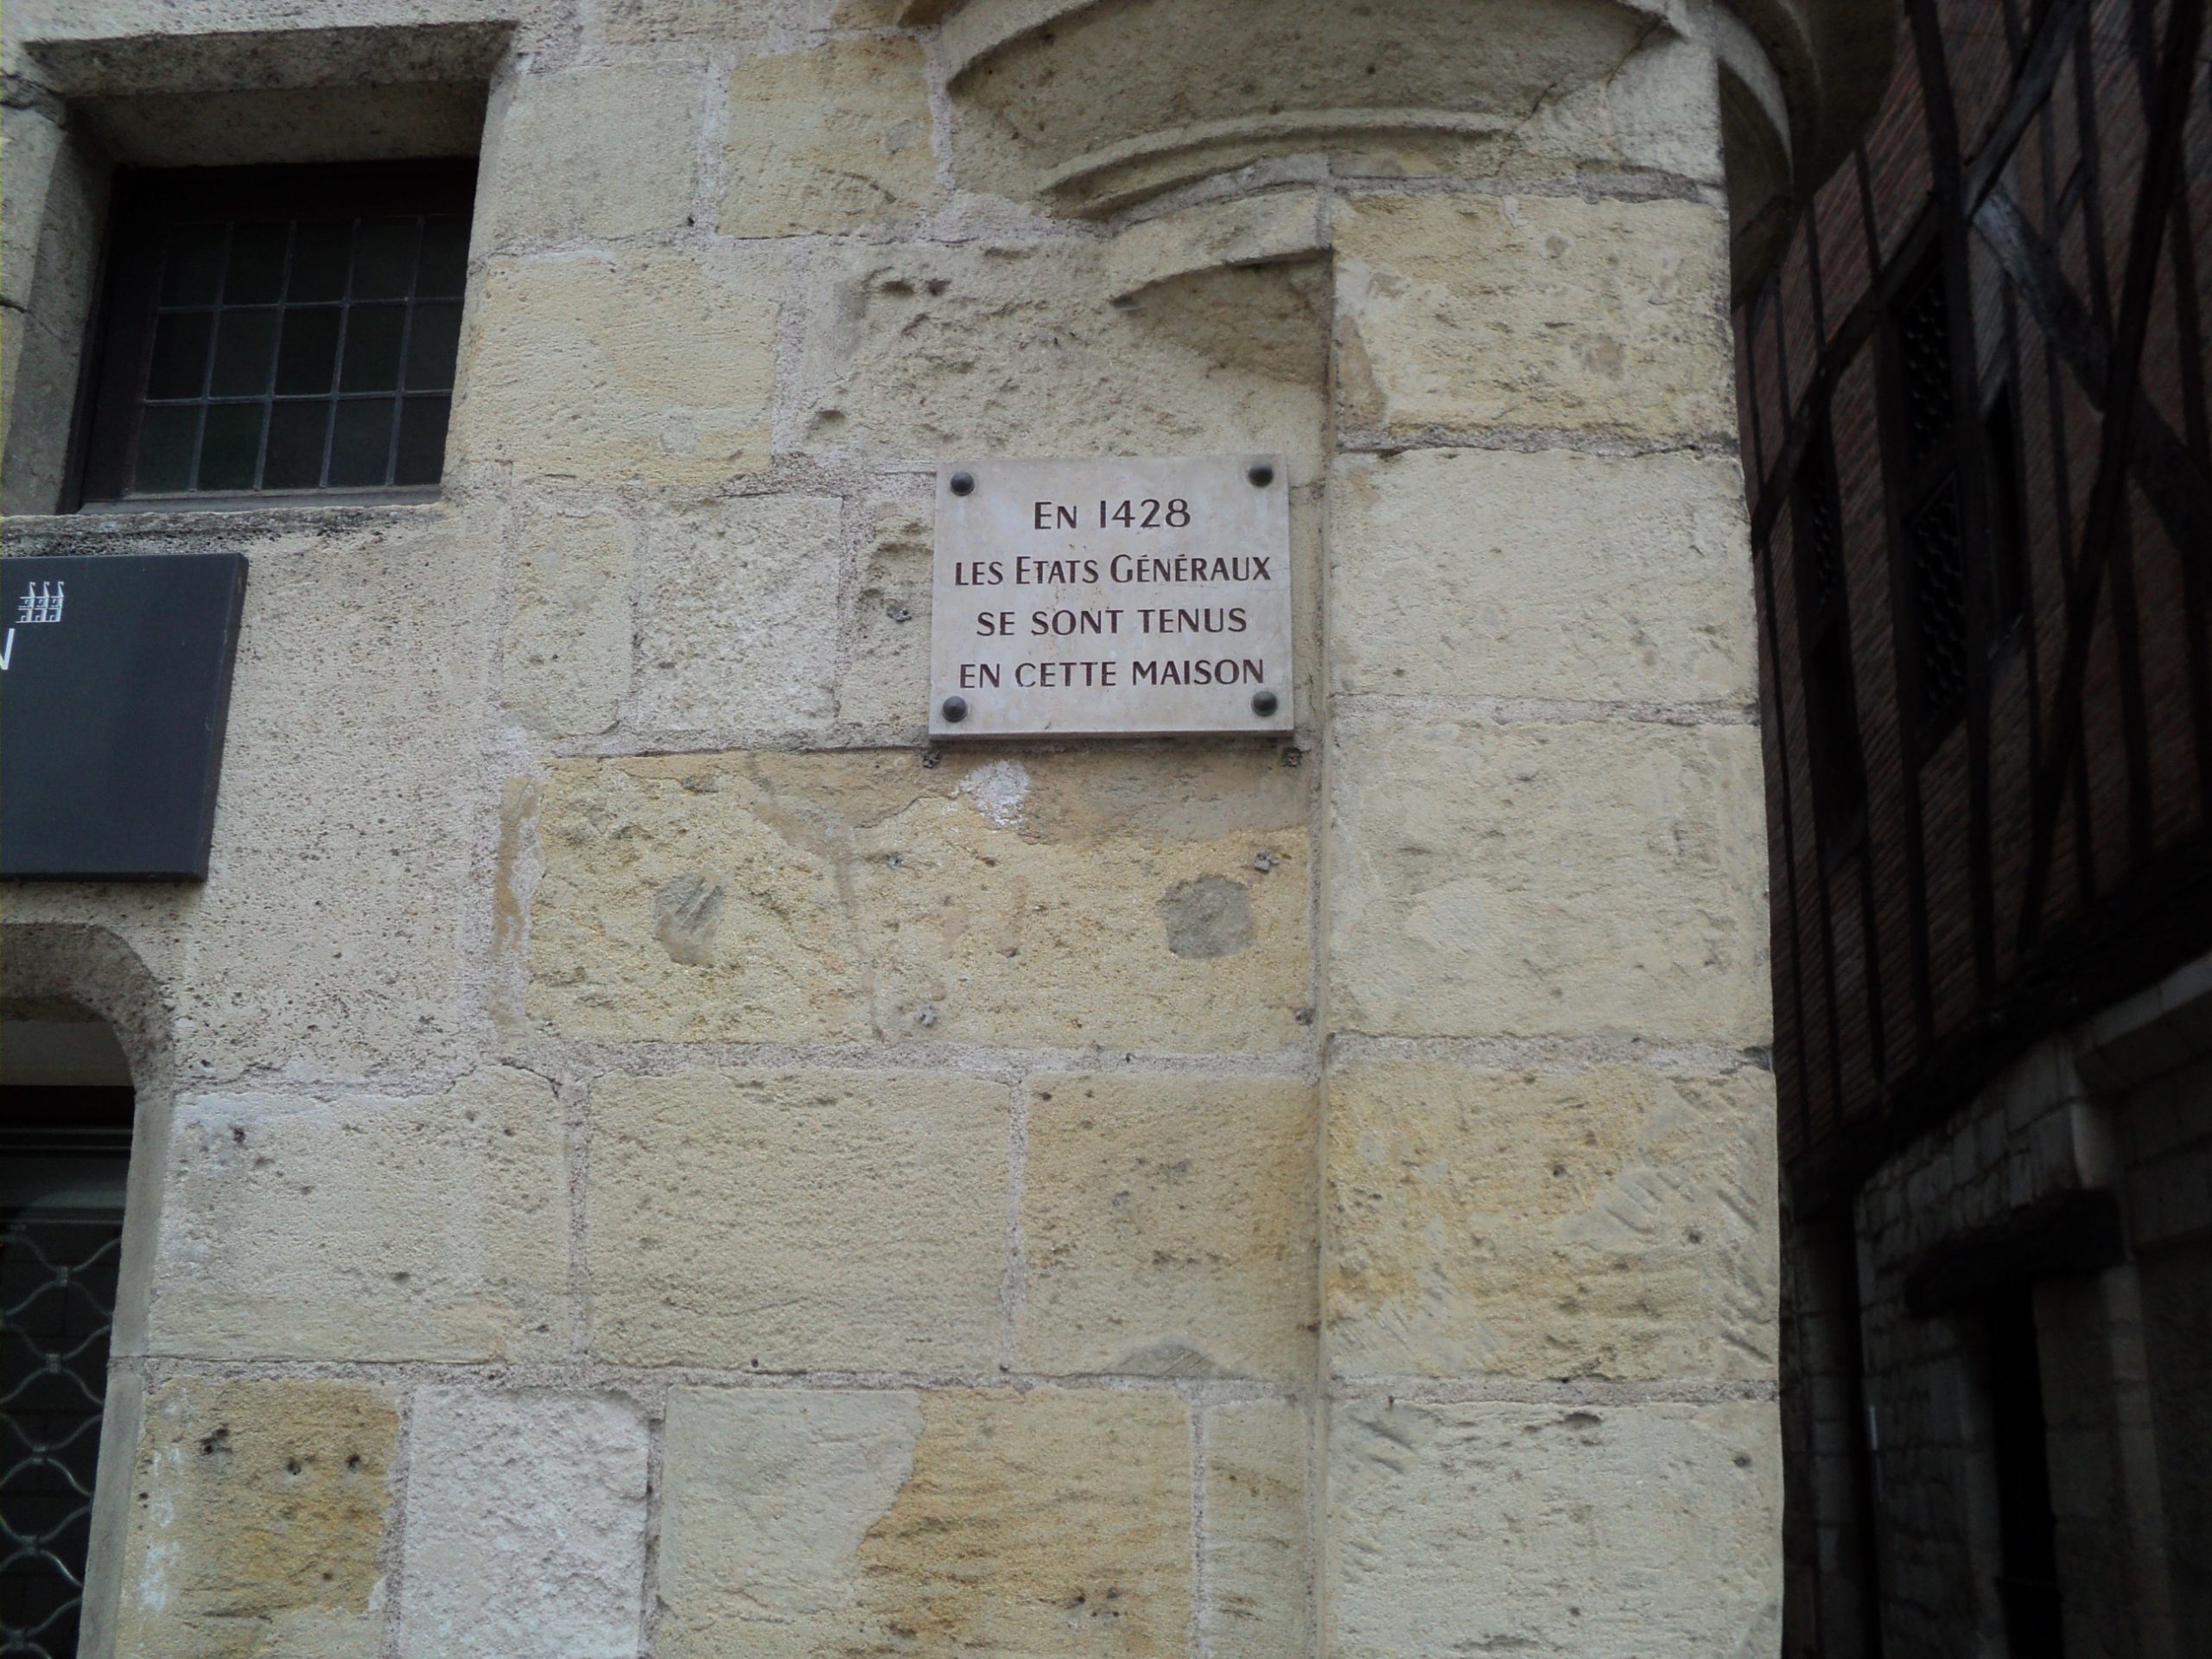 EN 1428
LES ETATS GÉNÉRAUX
SE SONT TENUS
EN CETTE MAISON